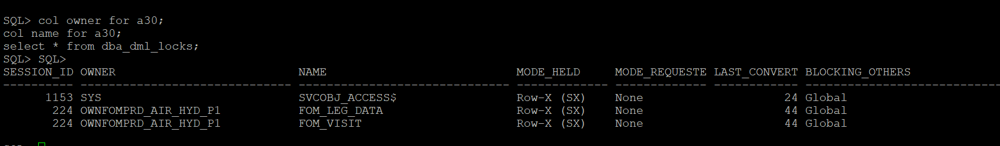 SQL> col owner for a30;
col name for a30;
select * from dba_dml_locks;
SQL> SQL>
SESSION_ID OWNER                          NAME                           MODE_HELD     MODE_REQUESTE LAST_CONVERT BLOCKING_OTHERS
---------- ------------------------------ ------------------------------ ------------- ------------- ------------ ----------------------------
      1153 SYS                            SVCOBJ_ACCESS$                 Row-X (SX)    None                    24 Global
       224 OWNFOMPRD_AIR_HYD_P1           FOM_LEG_DATA                   Row-X (SX)    None                    44 Global
       224 OWNFOMPRD_AIR_HYD_P1           FOM_VISIT                      Row-X (SX)    None                    44 Global